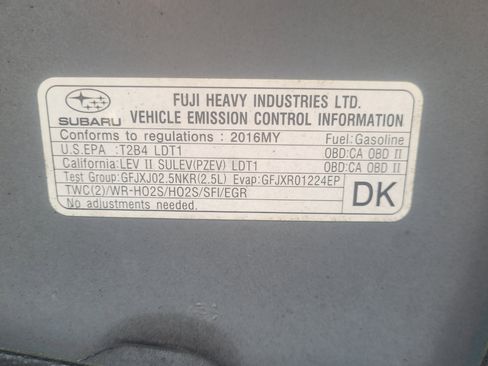 FUJI HEAVY INDUSTRIES LTD.
SUBARU VEHICLE EMISSION CONTROL INFORMATION
Conforms to regulations : 2016MY Fuel:Gasoline
U.S.EPA :T2B4 LDT1 OBD:CA OBD II
California:LEV II SULEV(PZEV) LDT1 OBD:CA OBD II
Test Group:GFJXJ02.5NKR(2.5L) Evap:GFJXR01224EP
TWC(2)/WR-HO2S/HO2S/SFI/EGR
No adjustments needed.
DK